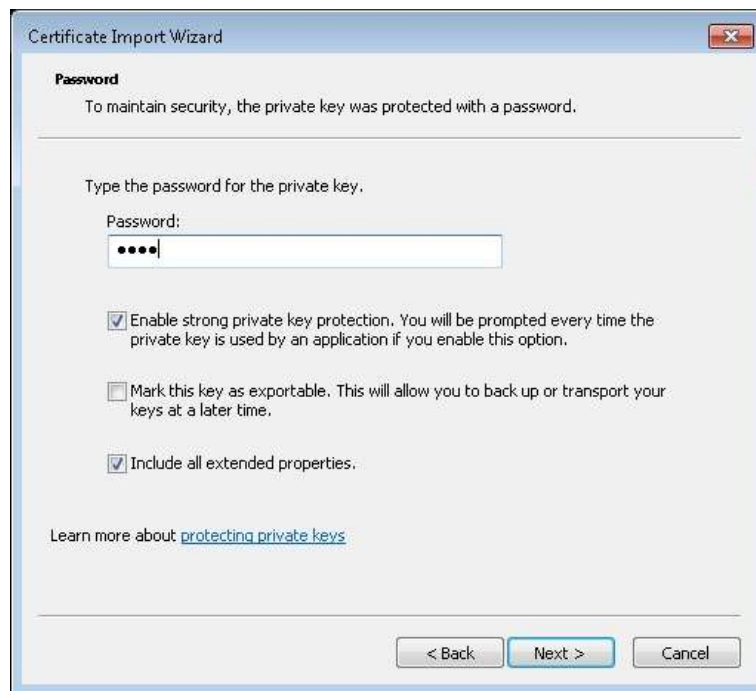 Certificate Import Wizard
Password
To maintain security, the private key was protected with a password.
Type the password for the private key.
Password:
••••
Enable strong private key protection. You will be prompted every time the
private key is used by an application if you enable this option.
Mark this key as exportable. This will allow you to back up or transport your
keys at a later time.
Include all extended properties.
Learn more about protecting private keys
< Back Next > Cancel